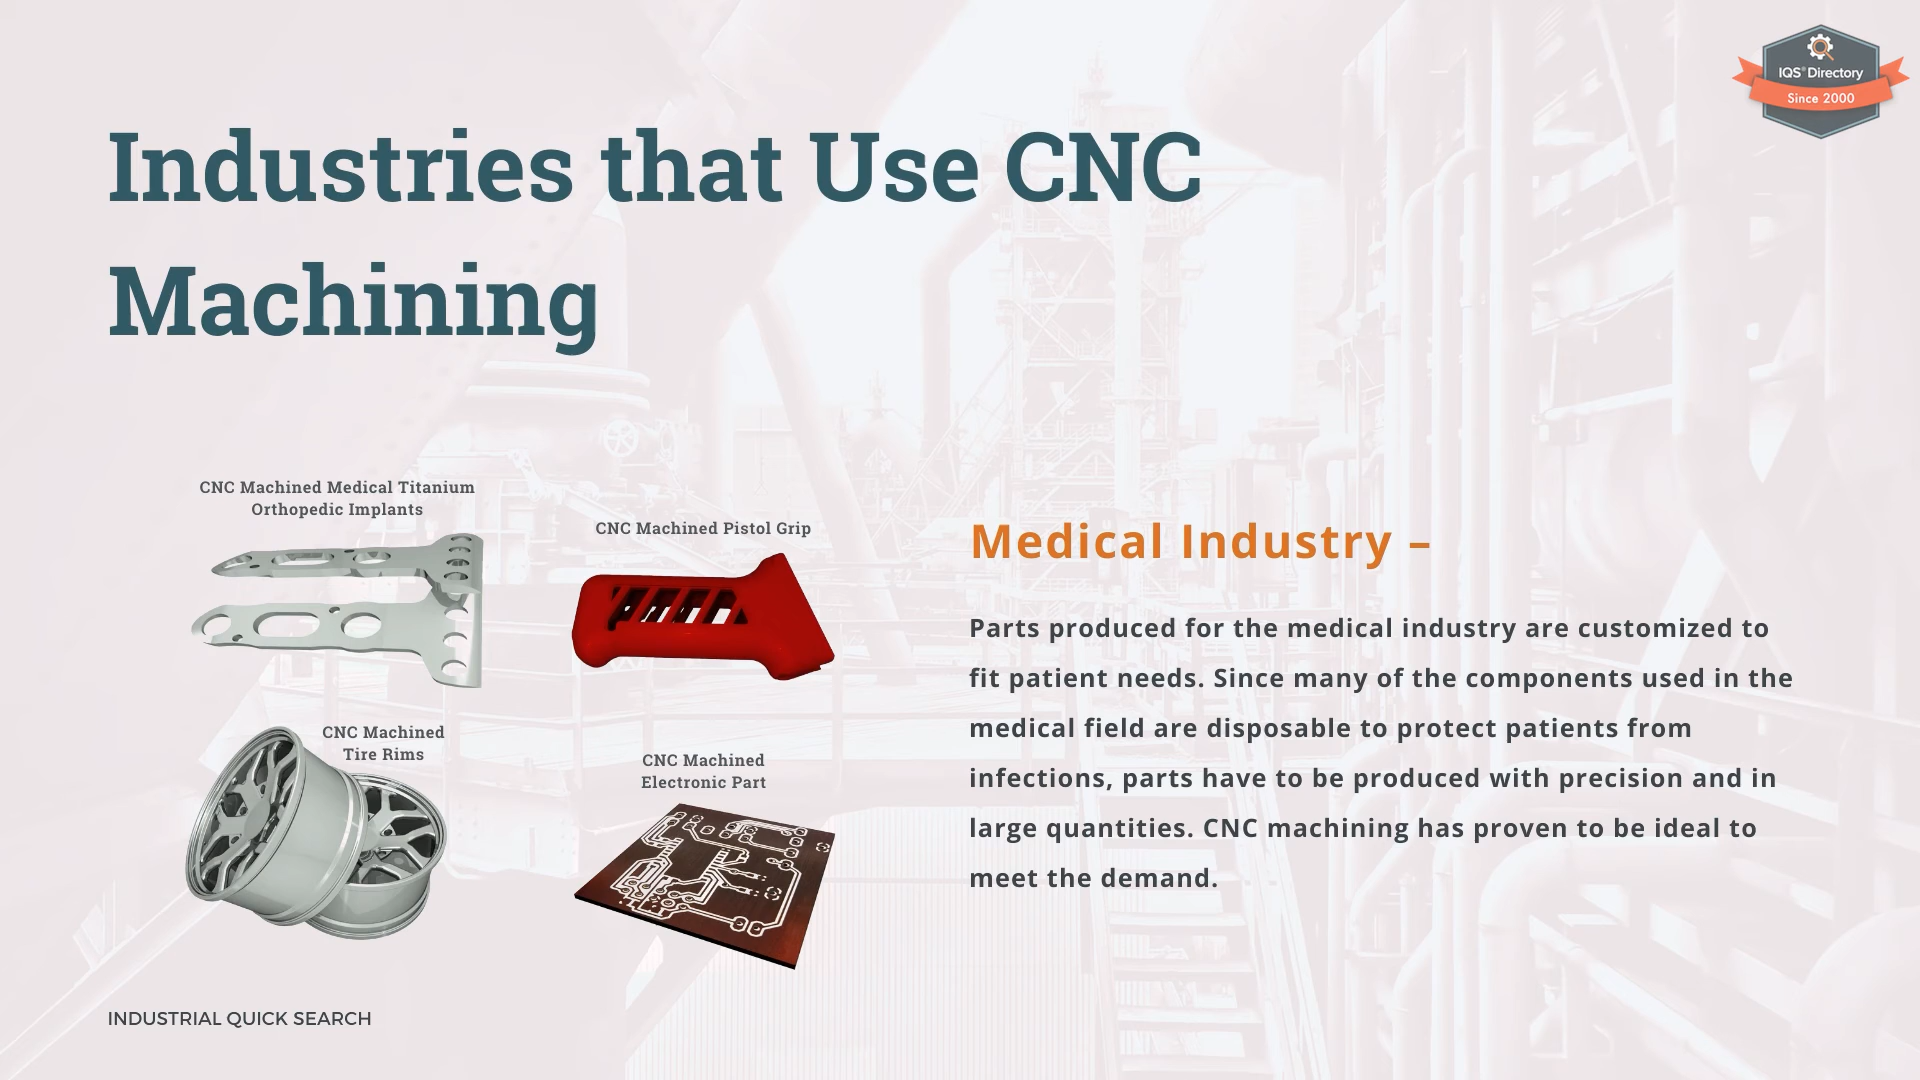 IQS® Directory
Since 2000
Industries that Use CNC
Machining
CNC Machined Medical Titanium
Orthopedic Implants
CNC Machined Pistol Grip
CNC Machined
Tire Rims
CNC Machined
Electronic Part
Medical Industry –
Parts produced for the medical industry are customized to
fit patient needs. Since many of the components used in the
medical field are disposable to protect patients from
infections, parts have to be produced with precision and in
large quantities. CNC machining has proven to be ideal to
meet the demand.
INDUSTRIAL QUICK SEARCH